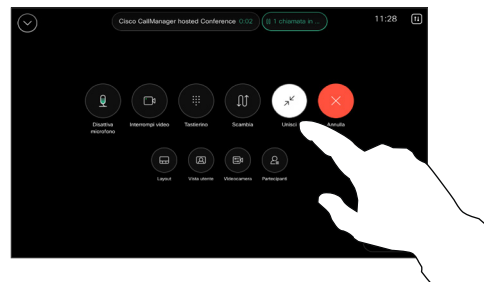 Cisco CallManager hosted Conference 0:02
1 chiamata in ...
11:28
Disattiva
microfono
Interrompi video
Tastierino
Scambia
Unisci
Annulla
Layout
Vista utente
Videocamera
Partecipanti